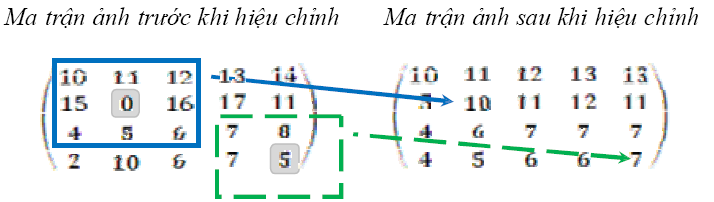 Ma trận ảnh trước khi hiệu chỉnh Ma trận ảnh sau khi hiệu chỉnh
10 11 12 13 14 10 11 12 13 13
15 0 16 17 11 5 10 11 12 11
4 5 6 7 8 4 6 7 7 7
2 10 6 7 5 4 5 6 6 7